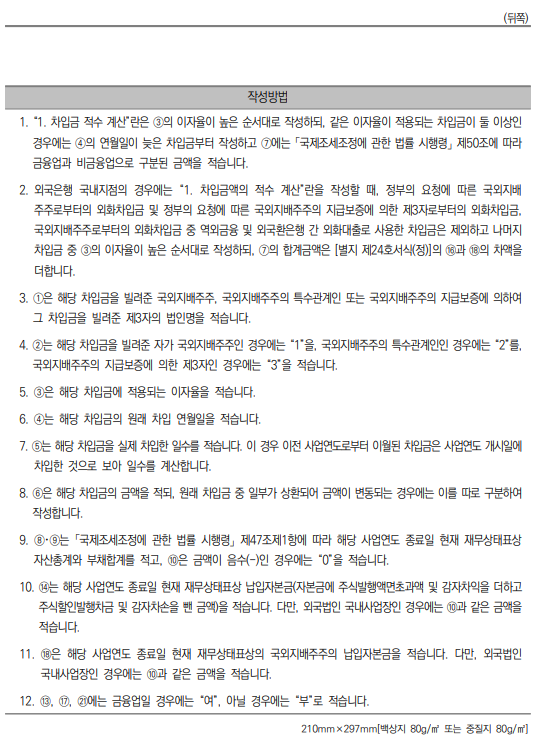 (뒤쪽)
작성방법
1. “1. 차입금 적수 계산”란은 ③의 이자율이 높은 순서대로 작성하되, 같은 이자율이 적용되는 차입금이 둘 이상인
경우에는 ④의 연월일이 늦은 차입금부터 작성하고 ⑦에는 「국제조세조정에 관한 법률 시행령」 제50조에 따라
금융업과 비금융업으로 구분된 금액을 적습니다.
2. 외국은행 국내지점의 경우에는 “1. 차입금액의 적수 계산”란을 작성할 때, 정부의 요청에 따른 국외지배
주주로부터의 외화차입금 및 정부의 요청에 따른 국외지배주주의 지급보증에 의한 제3자로부터의 외화차입금,
국외지배주주로부터의 외화차입금 중 역외금융 및 외국환은행 간 외화대출로 사용한 차입금은 제외하고 나머지
차입금 중 ③의 이자율이 높은 순서대로 작성하되, ⑦의 합계금액은 [별지 제24호서식(정)]의 ⑯과 ⑱의 차액을
더합니다.
3. ①은 해당 차입금을 빌려준 국외지배주주, 국외지배주주의 특수관계인 또는 국외지배주주의 지급보증에 의하여
그 차입금을 빌려준 제3자의 법인명을 적습니다.
4. ②는 해당 차입금을 빌려준 자가 국외지배주주인 경우에는 “1”을, 국외지배주주의 특수관계인인 경우에는 “2”를,
국외지배주주의 지급보증에 의한 제3자인 경우에는 “3”을 적습니다.
5. ③은 해당 차입금에 적용되는 이자율을 적습니다.
6. ④는 해당 차입금의 원래 차입 연월일을 적습니다.
7. ⑤는 해당 차입금을 실제 차입한 일수를 적습니다. 이 경우 이전 사업연도로부터 이월된 차입금은 사업연도 개시일에
차입한 것으로 보아 일수를 계산합니다.
8. ⑥은 해당 차입금의 금액을 적되, 원래 차입금 중 일부가 상환되어 금액이 변동되는 경우에는 이를 따로 구분하여
작성합니다.
9. ⑧·⑨는 「국제조세조정에 관한 법률 시행령」 제47조제1항에 따라 해당 사업연도 종료일 현재 재무상태표상
자산총계와 부채합계를 적고, ⑩은 금액이 음수(-)인 경우에는 “0”을 적습니다.
10. ⑭는 해당 사업연도 종료일 현재 재무상태표상 납입자본금(자본금에 주식발행액면초과액 및 감자차익을 더하고
주식할인발행차금 및 감자차손을 뺀 금액)을 적습니다. 다만, 외국법인 국내사업장인 경우에는 ⑩과 같은 금액을
적습니다.
11. ⑱은 해당 사업연도 종료일 현재 재무상태표상의 국외지배주주의 납입자본금을 적습니다. 다만, 외국법인
국내사업장인 경우에는 ⑩과 같은 금액을 적습니다.
12. ⑬, ⑰, ㉑에는 금융업일 경우에는 “여”, 아닐 경우에는 “부”로 적습니다.
210mm×297mm[백상지 80g/㎡ 또는 중질지 80g/㎡]